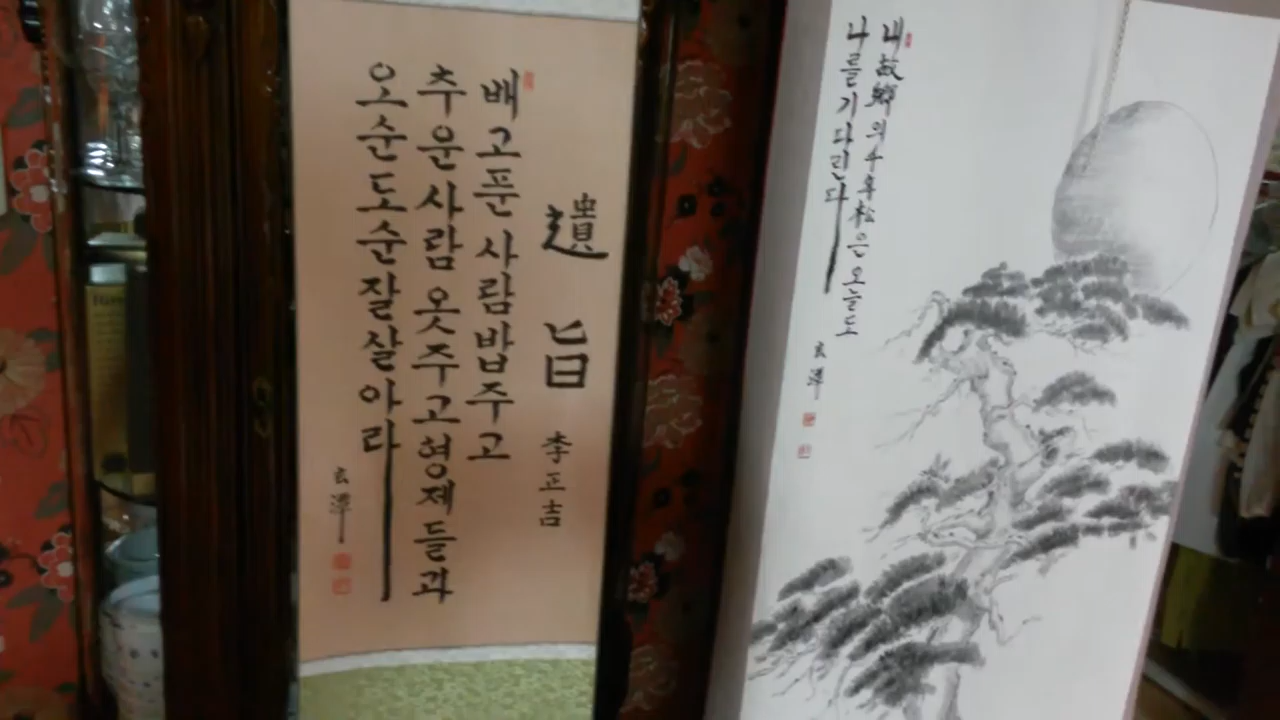 遺旨 李正吉
배고푼사람밥주고
추운사람옷주고형제들과
오순도순잘살아라
玄潭
내故鄕의千年松은오늘도
나를기다린다
玄潭